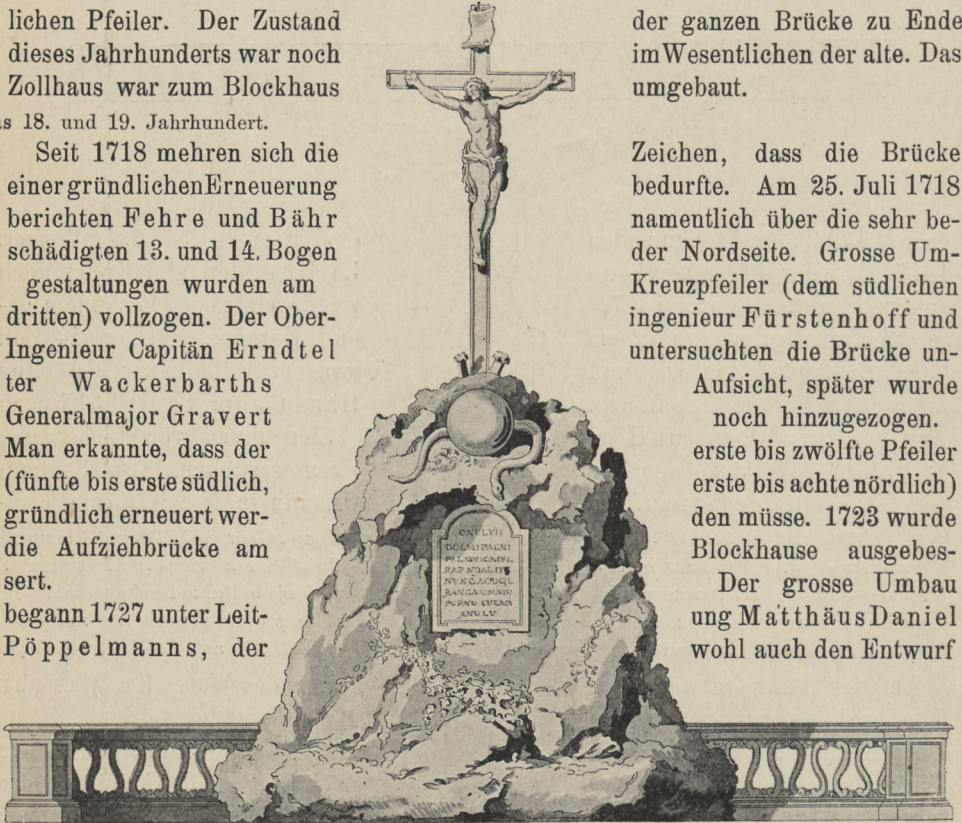 lichen Pfeiler. Der Zustand der ganzen Brücke zu Ende
dieses Jahrhunderts war noch im Wesentlichen der alte. Das
Zollhaus war zum Blockhaus umgebaut.
18. und 19. Jahrhundert.
Seit 1718 mehren sich die Zeichen, dass die Brücke
einer gründlichen Erneuerung bedurfte. Am 25. Juli 1718
berichten Fehre und Bähr namentlich über die sehr be-
schädigten 13. und 14. Bogen der Nordseite. Grosse Um-
gestaltungen wurden am Kreuzpfeiler (dem südlichen
dritten) vollzogen. Der Ober- ingenieur Fürstenhoff und
Ingenieur Capitän Erndtel untersuchten die Brücke un-
ter Wackerbarths Aufsicht, später wurde
Generalmajor Gravert noch hinzugezogen.
Man erkannte, dass der erste bis zwölfte Pfeiler
(fünfte bis erste südlich, erste bis achte nördlich)
gründlich erneuert wer- den müsse. 1723 wurde
die Aufziehbrücke am Blockhause ausgebes-
sert. Der grosse Umbau
begann 1727 unter Leit- ung Matthäus Daniel
Pöppelmanns, der wohl auch den Entwurf